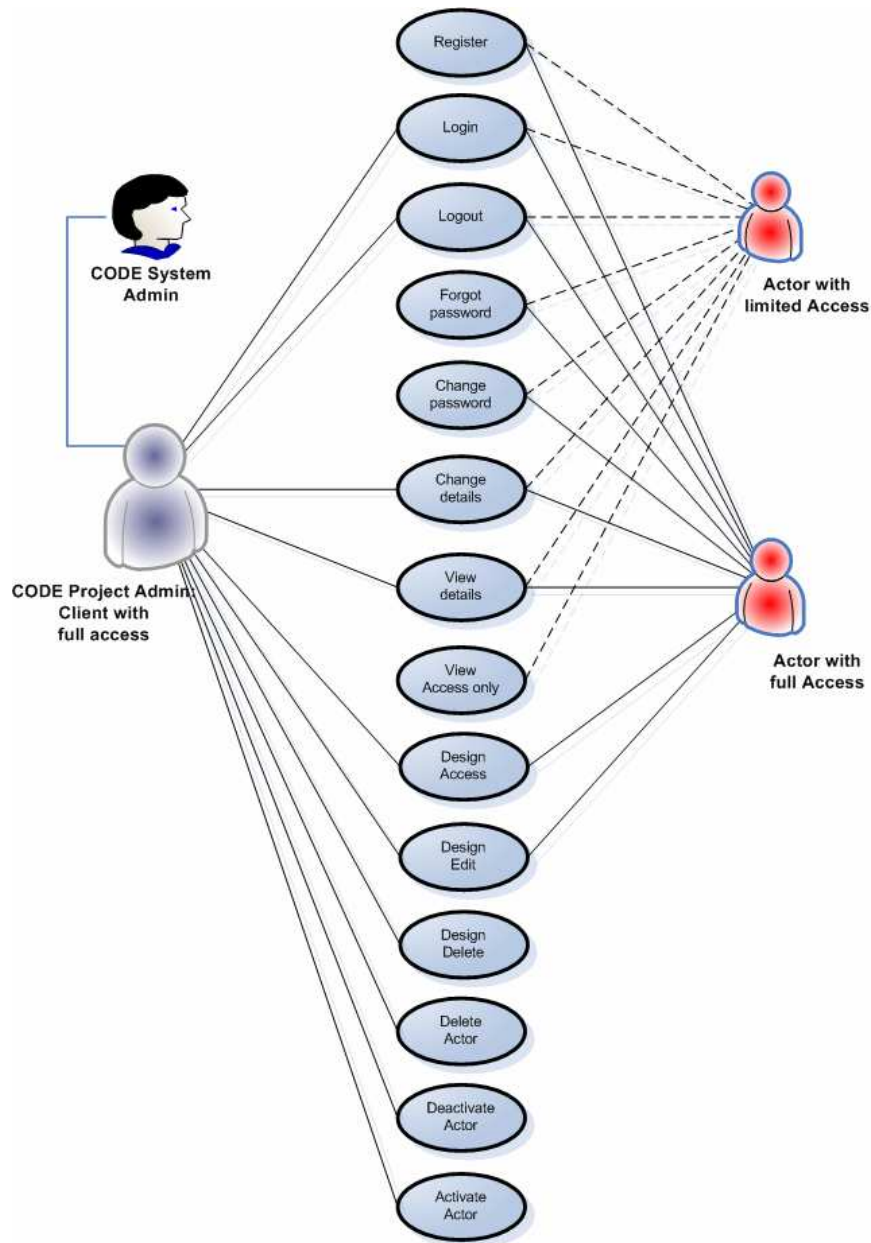 Register
Login
Logout
CODE System
Admin
Forgot
password
Actor with
limited Access
Change
password
Change
details
CODE Project Admin:
Client with
full access
View
details
View
Access only
Actor with
full Access
Design
Access
Design
Edit
Design
Delete
Delete
Actor
Deactivate
Actor
Activate
Actor